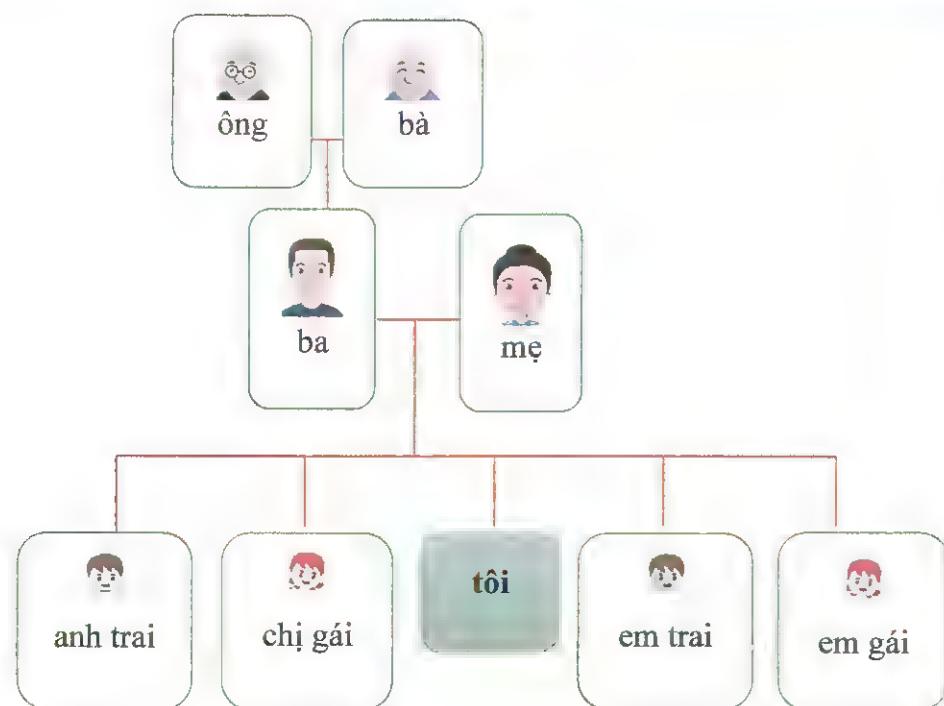 ông
bà
ba
mẹ
anh trai
chị gái
tôi
em trai
em gái